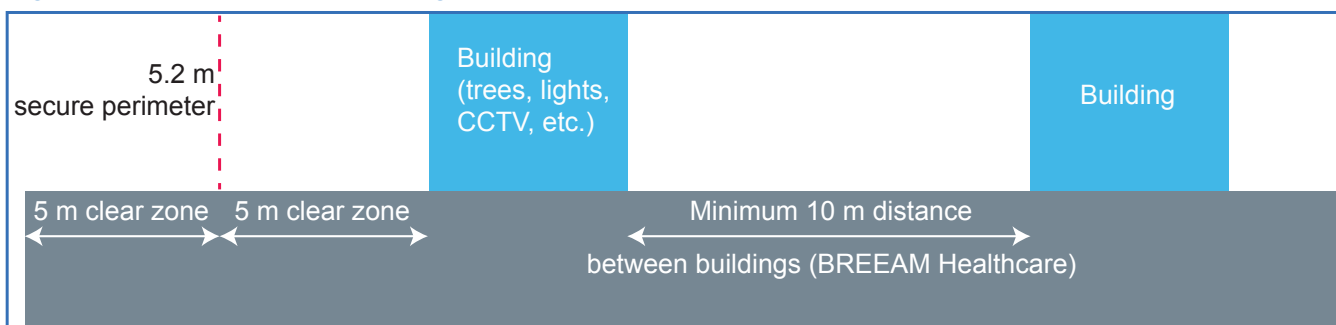 5.2 m
secure perimeter
Building
(trees, lights,
CCTV, etc.)
Building
5 m clear zone
5 m clear zone
Minimum 10 m distance
between buildings (BREEAM Healthcare)